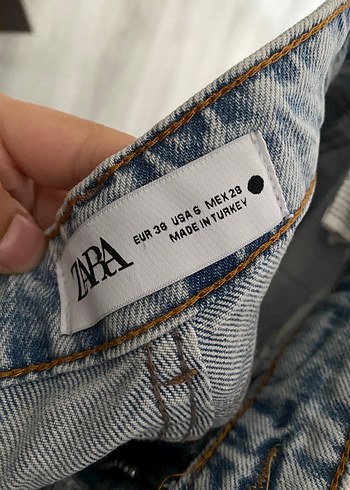 ZARA
EUR 38 USA 6 MEX 28
MADE IN TURKEY